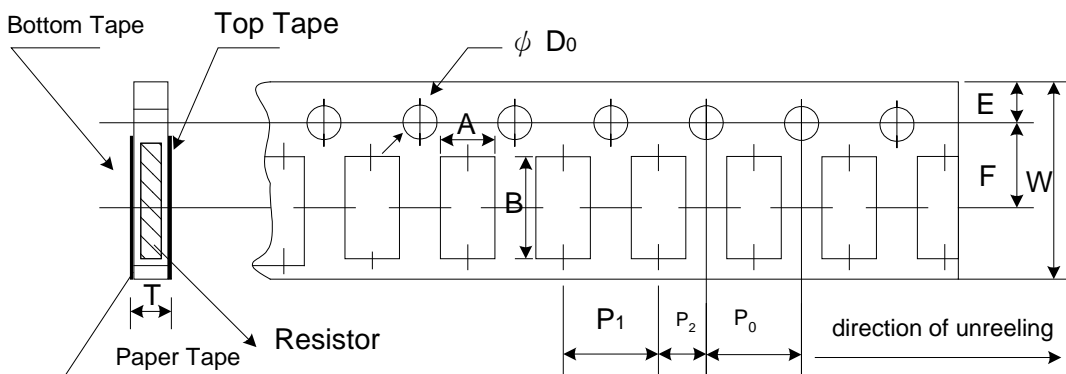 Bottom Tape
Top Tape
ψ D0
A
E
F
W
B
T
P1
P2
P0
direction of unreeling
Resistor
Paper Tape